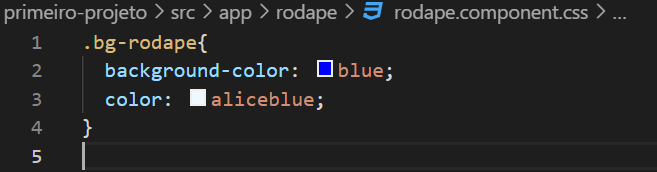 primeiro-projeto > src > app > rodape > rodape.component.css > ...
1 .bg-rodape{
2 background-color: blue;
3 color: aliceblue;
4 }
5